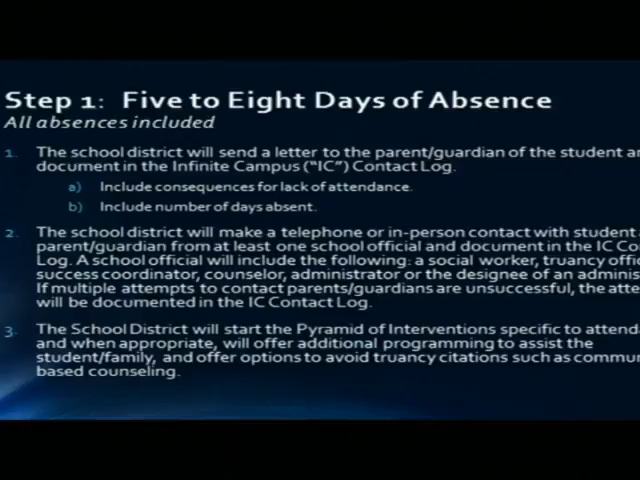 Step 1: Five to Eight Days of Absence
All absences included
1. The school district will send a letter to the parent/guardian of the student
document in the Infinite Campus ("IC") Contact Log.
a) Include consequences for lack of attendance.
b) Include number of days absent.
2. The school district will make a telephone or in-person contact with student
parent/guardian from at least one school official and document in the IC
Log. A school official will include the following: a social worker, truancy
success coordinator, counselor, administrator or the designee of an
If multiple attempts to contact parents/guardians are unsuccessful, the
will be documented in the IC Contact Log.
3. The School District will start the Pyramid of Interventions specific to
and when appropriate, will offer additional programming to assist the
student/family, and offer options to avoid truancy citations such as
based counseling.